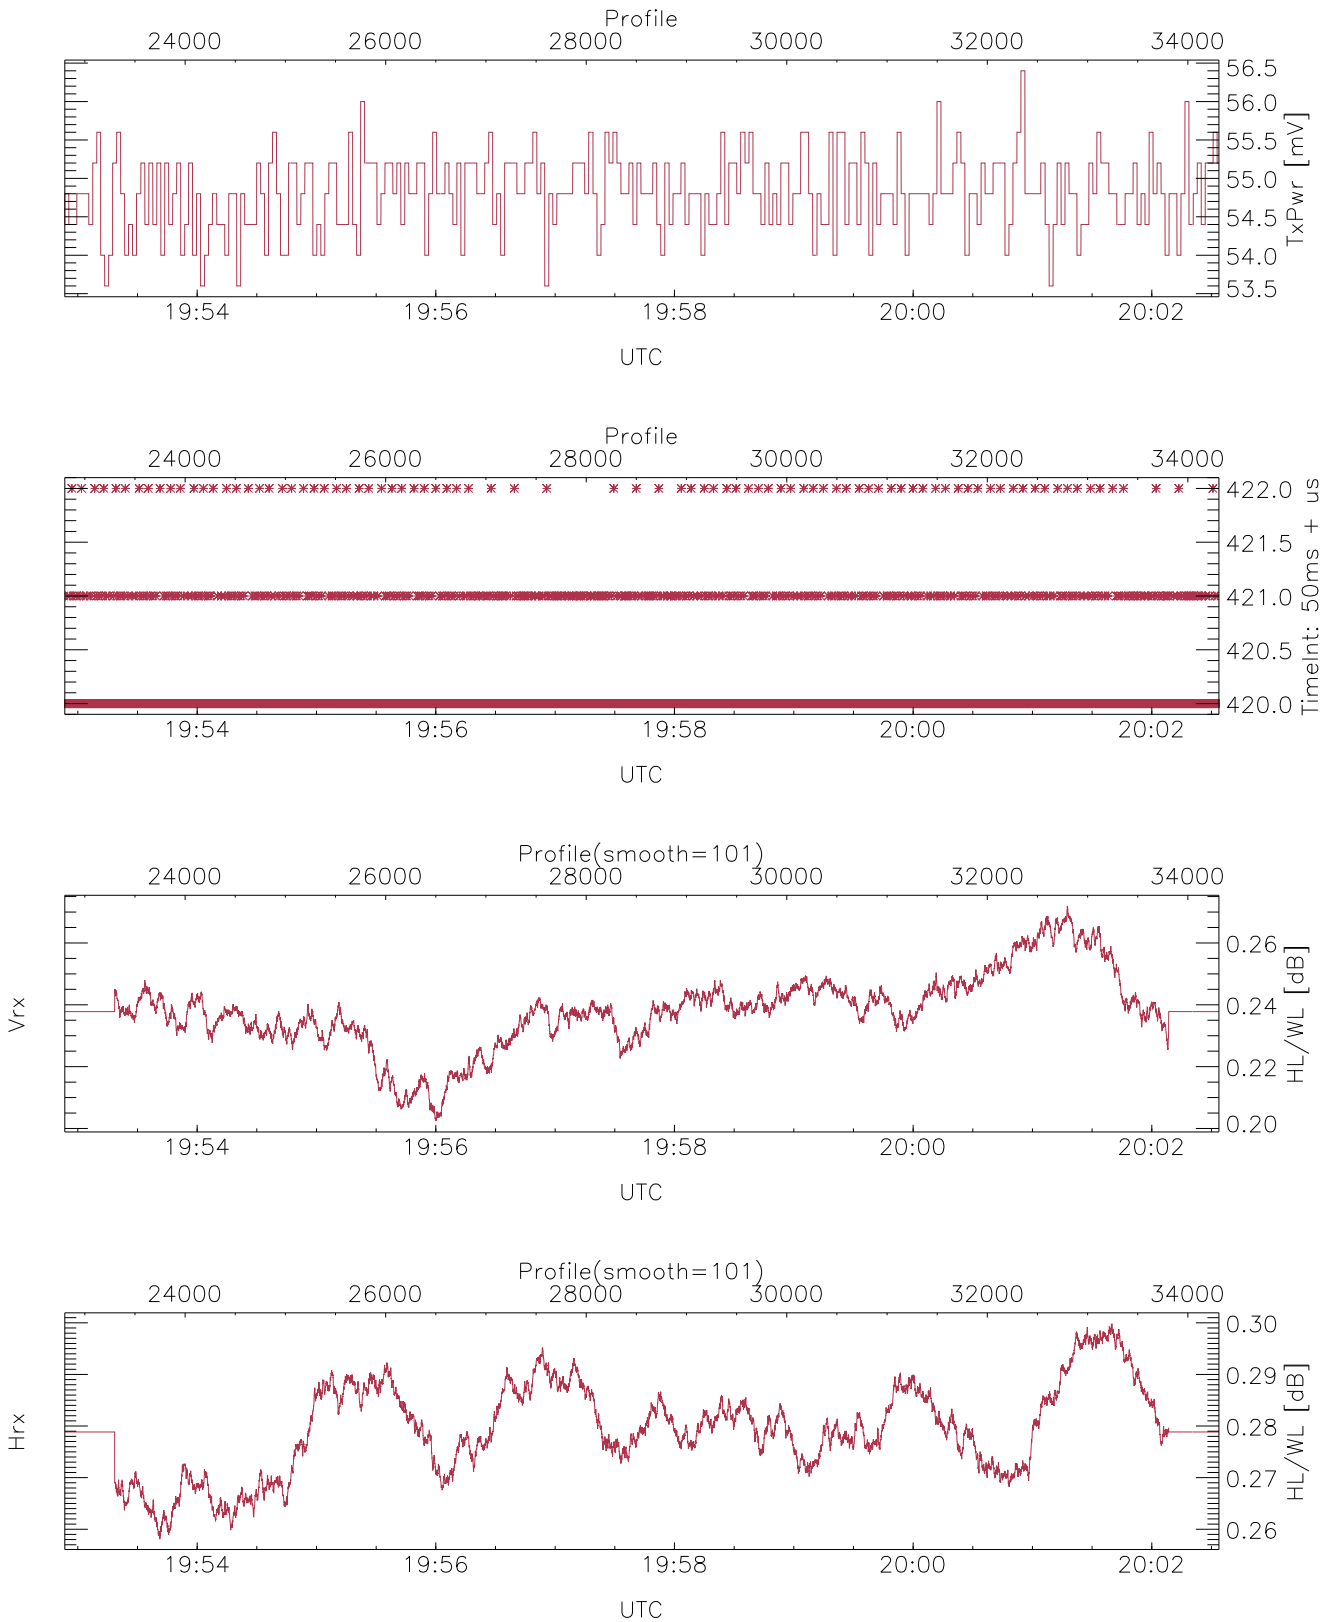 Profile
24000 26000 28000 30000 32000 34000
56.5
56.0
55.5
55.0
54.5
54.0
53.5
TxPwr [mV]
19:54 19:56 19:58 20:00 20:02
UTC
Profile
24000 26000 28000 30000 32000 34000
422.0
421.5
421.0
420.5
420.0
TimeInt: 50ms + us
19:54 19:56 19:58 20:00 20:02
UTC
Profile(smooth=101)
24000 26000 28000 30000 32000 34000
Vrx
0.26
0.24
0.22
0.20
HL/WL [dB]
19:54 19:56 19:58 20:00 20:02
UTC
Profile(smooth=101)
24000 26000 28000 30000 32000 34000
Hrx
0.30
0.29
0.28
0.27
0.26
HL/WL [dB]
19:54 19:56 19:58 20:00 20:02
UTC